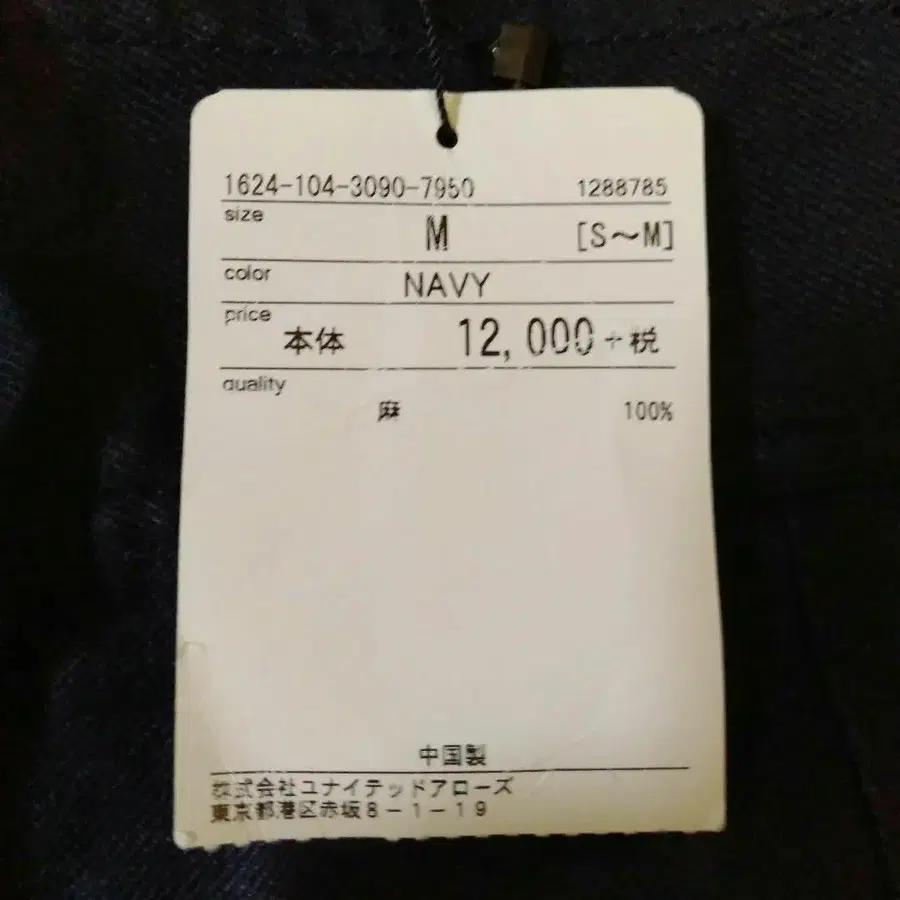 1624-104-3090-7950 1288785
size M [S～M]
color NAVY
price 本体 12,000+税
quality
麻 100%
中国製
株式会社ユナイテッドアローズ
東京都港区赤坂8-1-19